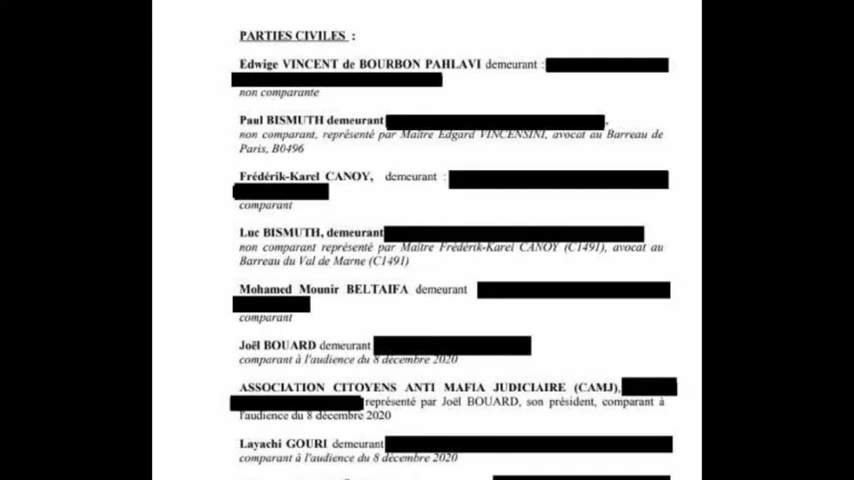 PARTIES CIVILES :
Edwige VINCENT de BOURBON PAHLAVI demeurant :
non comparante
Paul BISMUTH demeurant ,
non comparant, représenté par Maître Edgard VINCENSINI, avocat au Barreau de
Paris, B0496
Frédérik-Karel CANOY, demeurant :
comparant
Luc BISMUTH, demeurant
non comparant représenté par Maître Frédérik-Karel CANOY (C1491), avocat au
Barreau du Val de Marne (C1491)
Mohamed Mounir BELTAIFA demeurant
comparant
Joël BOUARD demeurant
comparant à l'audience du 8 décembre 2020
ASSOCIATION CITOYENS ANTI MAFIA JUDICIAIRE (CAMJ),
représenté par Joël BOUARD, son président, comparant à
l'audience du 8 décembre 2020
Layachi GOURI demeurant
comparant à l'audience du 8 décembre 2020